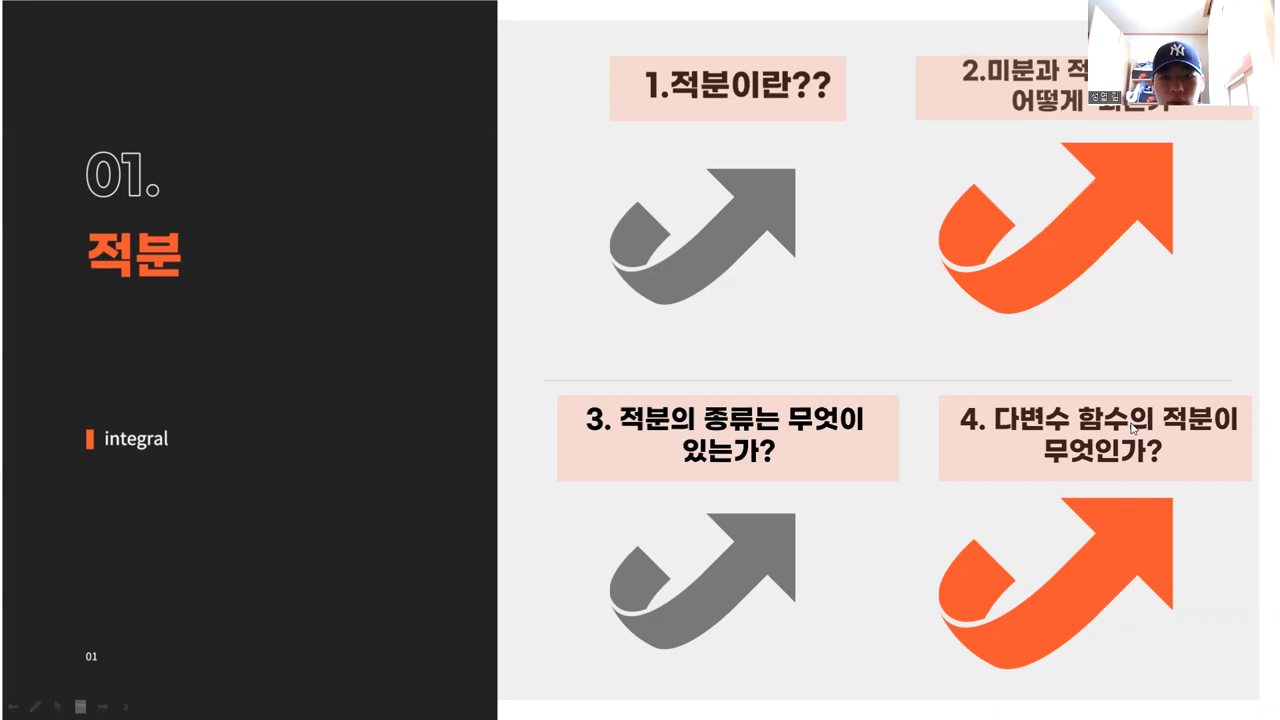 01.
적분
integral
01
3
1.적분이란??
2.미분과 적
어떻게
3. 적분의 종류는 무엇이
있는가?
4. 다변수 함수의 적분이
무엇인가?
NY